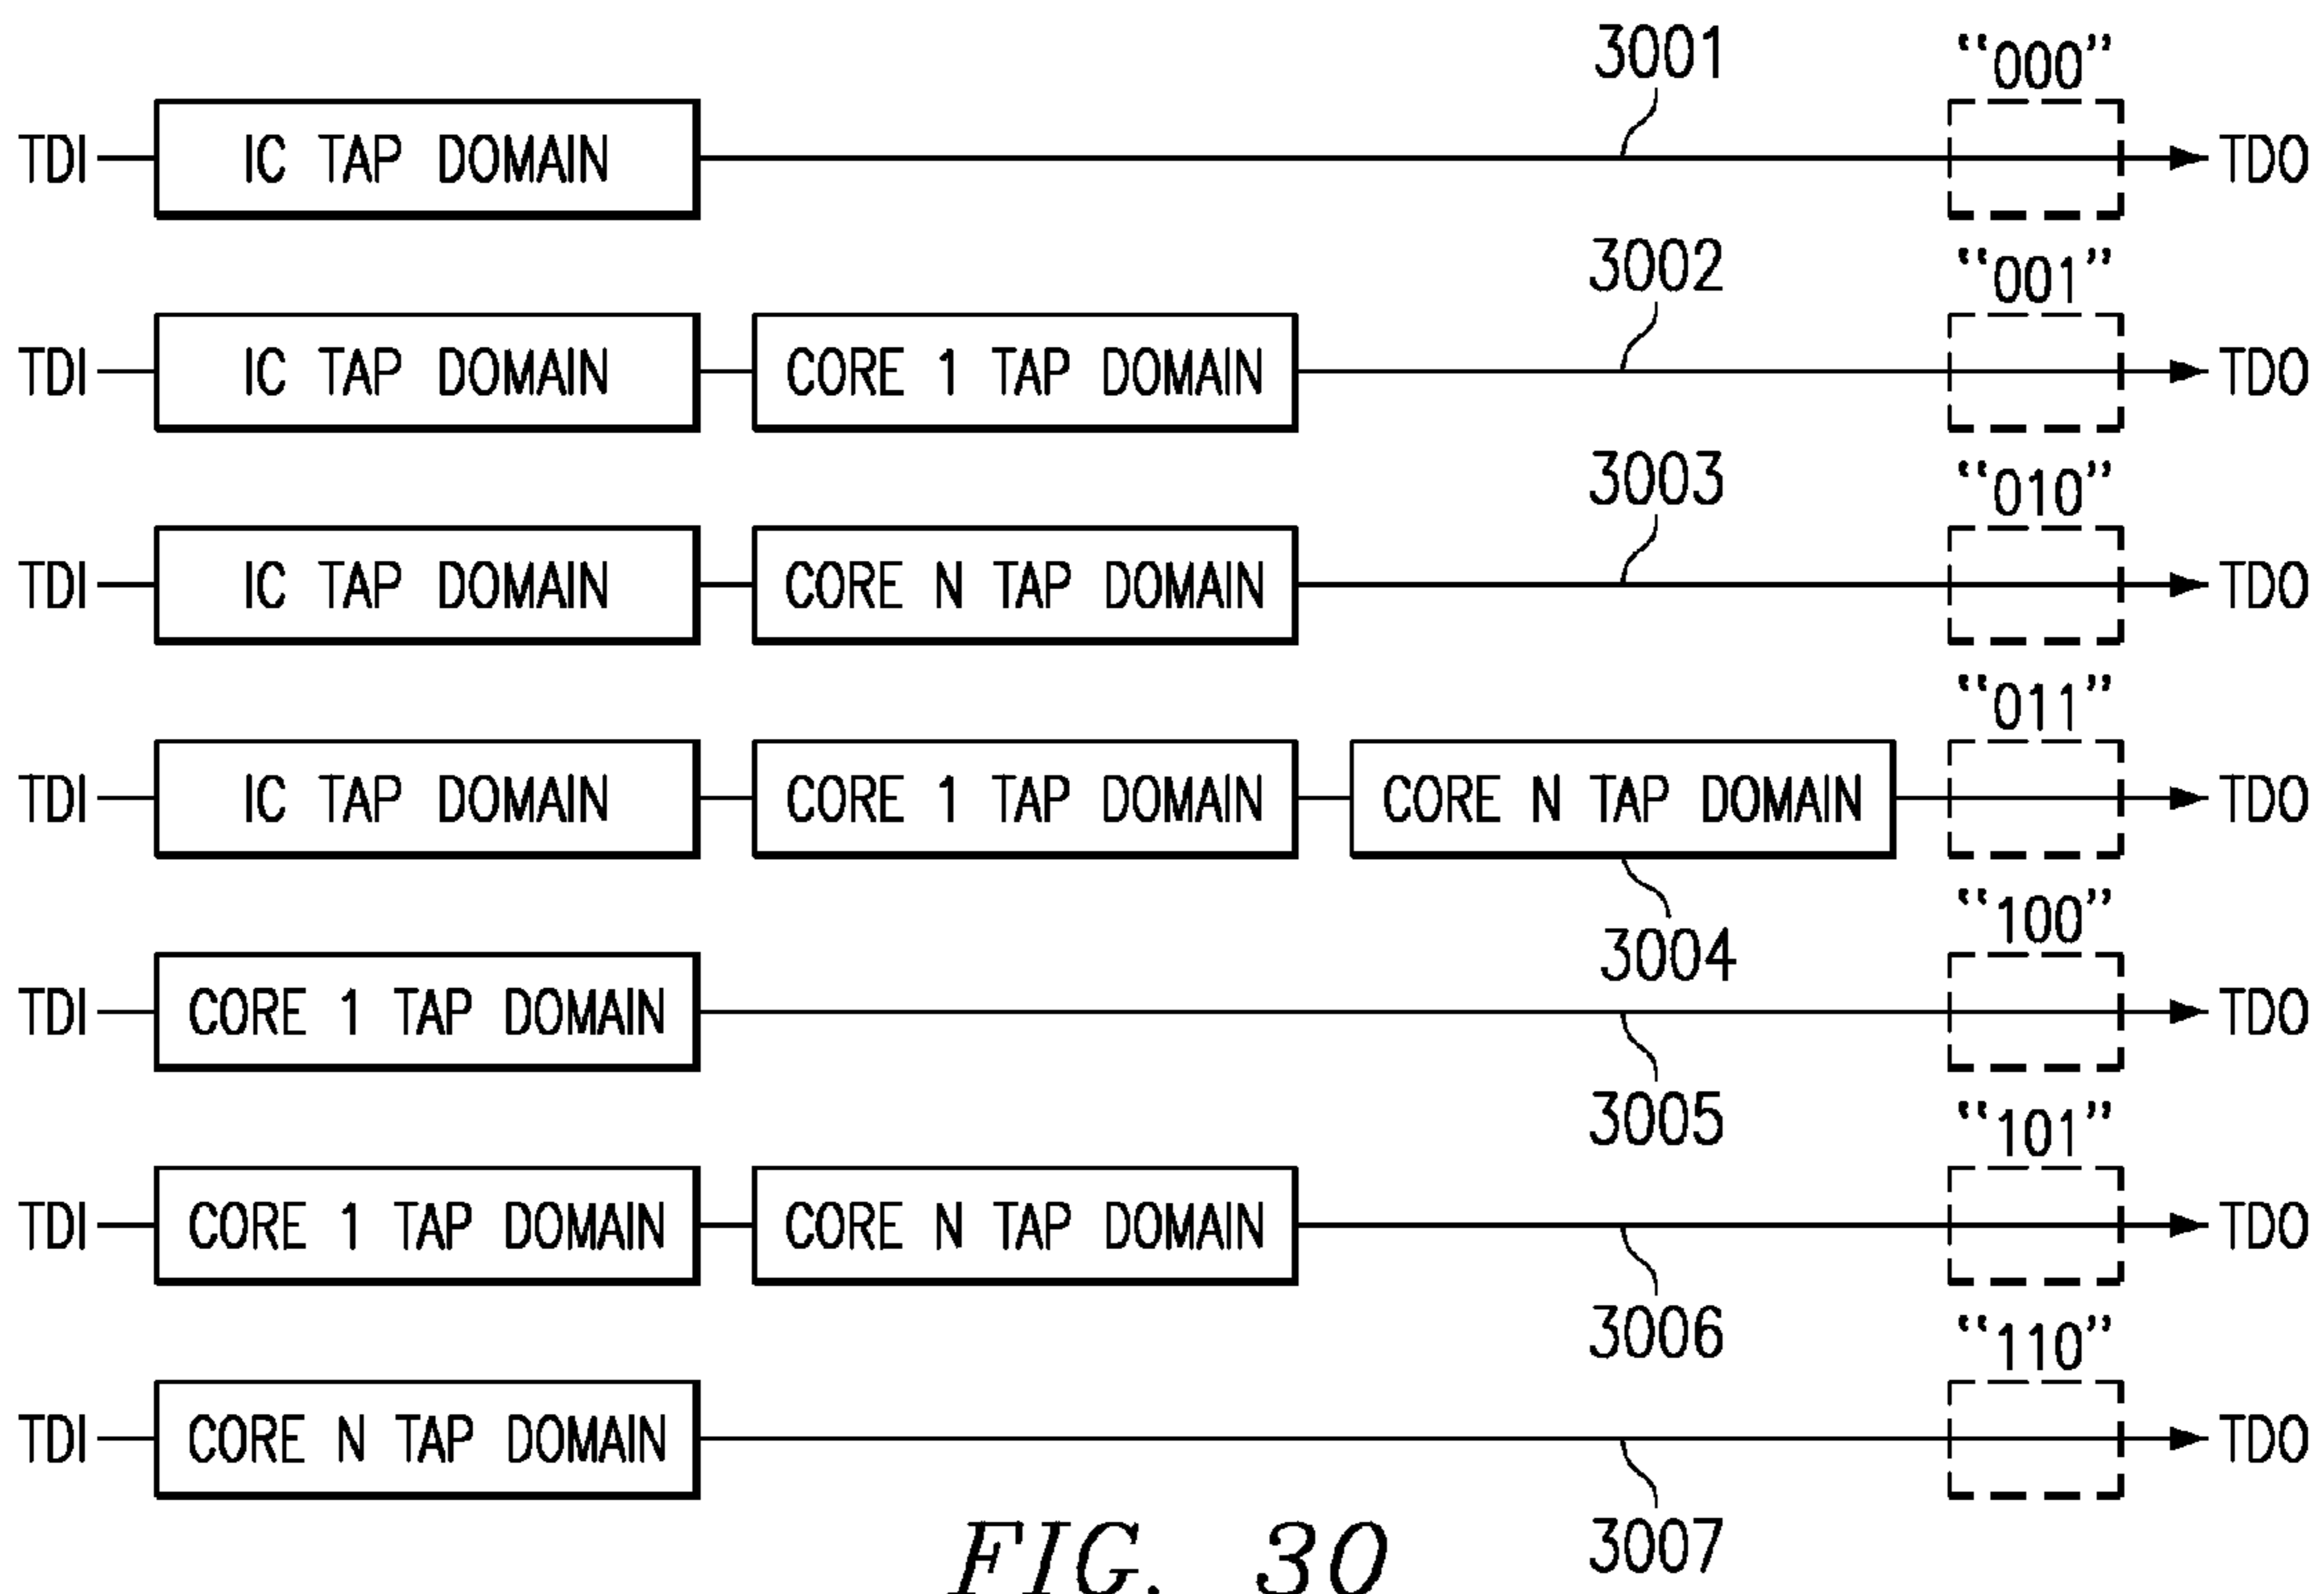 3001 “000”
TDI IC TAP DOMAIN TDO
3002 “001”
TDI IC TAP DOMAIN CORE 1 TAP DOMAIN TDO
3003 “010”
TDI IC TAP DOMAIN CORE N TAP DOMAIN TDO
“011”
TDI IC TAP DOMAIN CORE 1 TAP DOMAIN CORE N TAP DOMAIN TDO
3004 “100”
TDI CORE 1 TAP DOMAIN TDO
3005 “101”
TDI CORE 1 TAP DOMAIN CORE N TAP DOMAIN TDO
3006 “110”
TDI CORE N TAP DOMAIN TDO
3007
FIG. 30